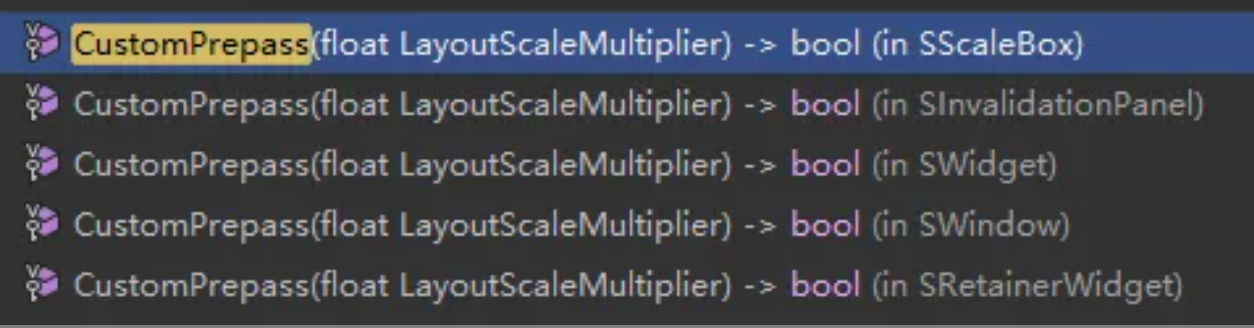 CustomPrepass(float LayoutScaleMultiplier) -> bool (in SScaleBox)
CustomPrepass(float LayoutScaleMultiplier) -> bool (in SInvalidationPanel)
CustomPrepass(float LayoutScaleMultiplier) -> bool (in SWidget)
CustomPrepass(float LayoutScaleMultiplier) -> bool (in SWindow)
CustomPrepass(float LayoutScaleMultiplier) -> bool (in SRetainerWidget)